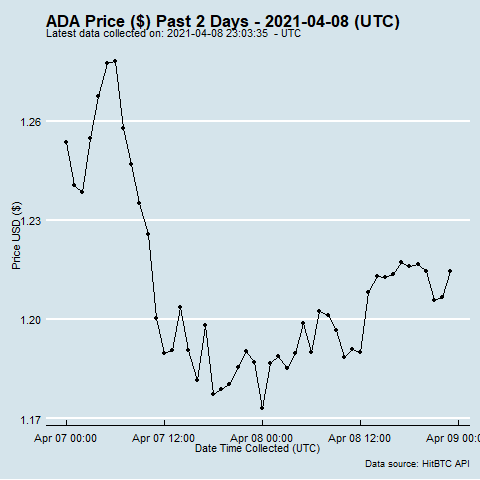 ADA Price ($) Past 2 Days - 2021-04-08 (UTC)
Latest data collected on: 2021-04-08 23:03:35 - UTC
1.26
1.23
1.20
1.17
Price USD ($)
Apr 07 00:00 Apr 07 12:00 Apr 08 00:00 Apr 08 12:00 Apr 09 00:0
Date Time Collected (UTC)
Data source: HitBTC API